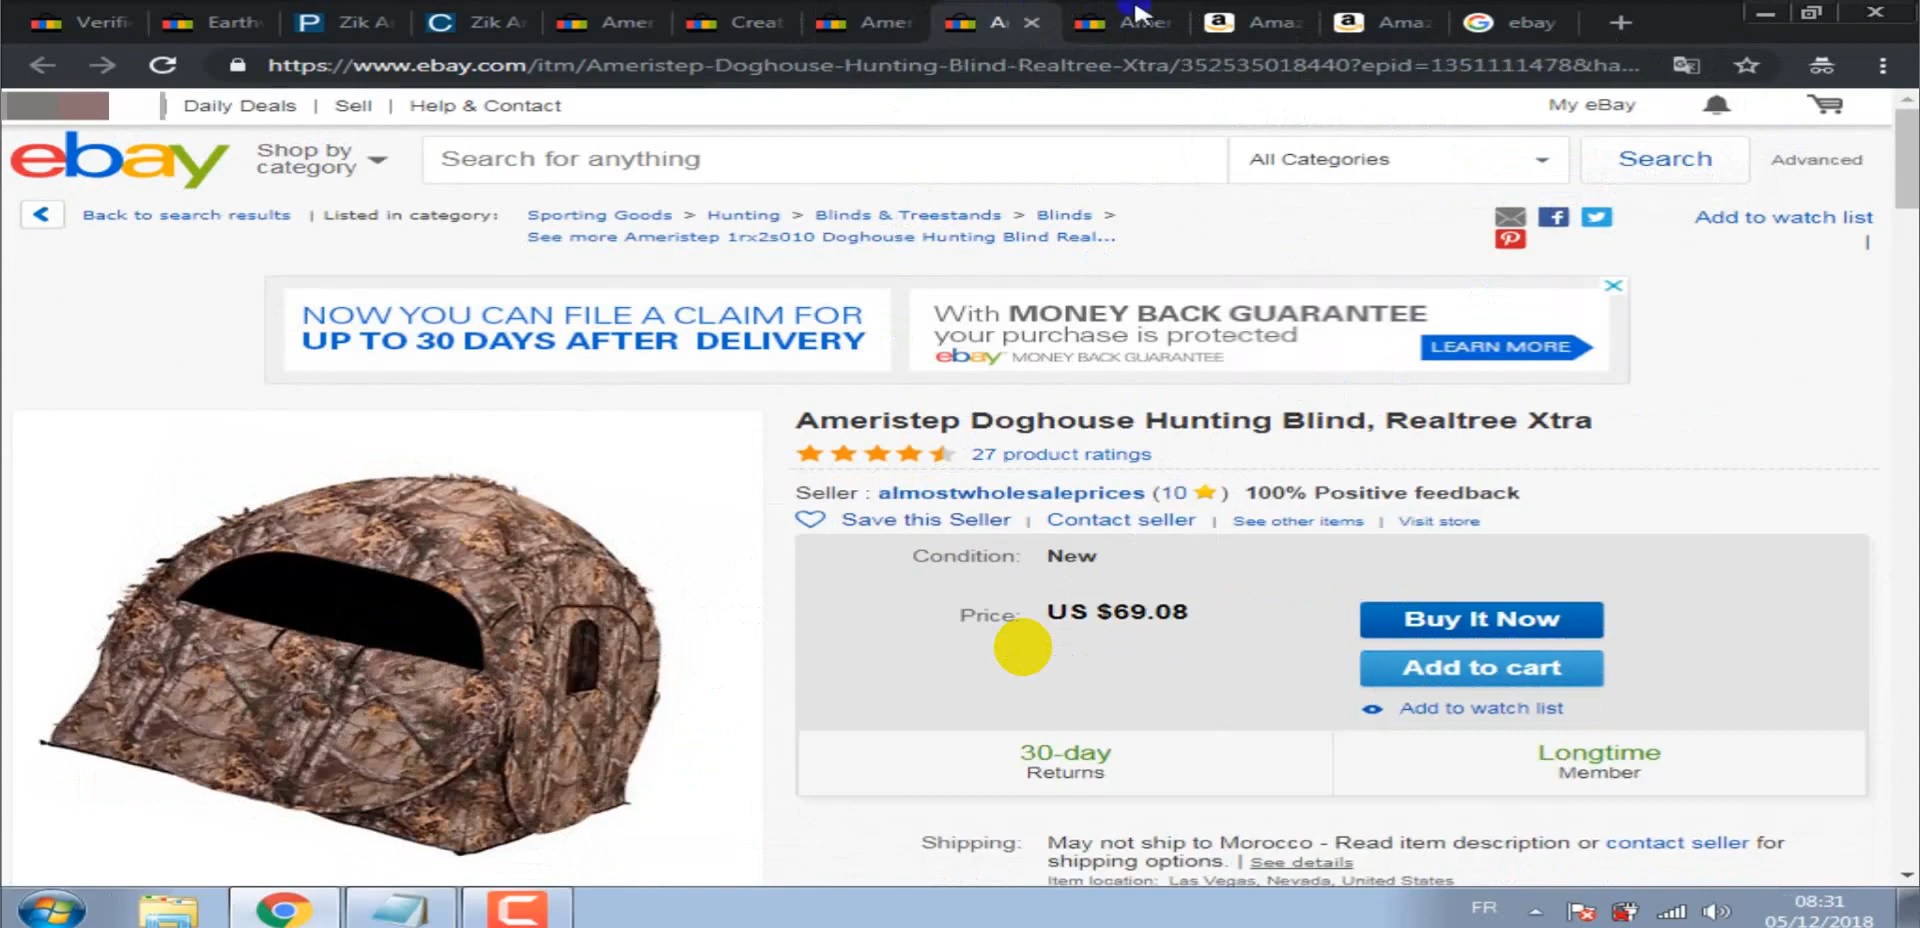 Verifi
Earth
Zik A
Zik A
Amer
Creat
Amer
A
Amer
Amaz
Amaz
ebay
https://www.ebay.com/itm/Ameristep-Doghouse-Hunting-Blind-Realtree-Xtra/352535018440?epid=1351111478&ha...
Daily Deals | Sell | Help & Contact
My eBay
ebay
Shop by
category
Search for anything
All Categories
Search
Advanced
Back to search results | Listed in category:
Sporting Goods > Hunting > Blinds & Treestands > Blinds >
See more Ameristep 1rx2s010 Doghouse Hunting Blind Real...
Add to watch list
|
NOW YOU CAN FILE A CLAIM FOR
UP TO 30 DAYS AFTER DELIVERY
With MONEY BACK GUARANTEE
your purchase is protected
ebay MONEY BACK GUARANTEE
LEARN MORE
Ameristep Doghouse Hunting Blind, Realtree Xtra
27 product ratings
Seller : almostwholesaleprices (10 ) 100% Positive feedback
Save this Seller | Contact seller | See other items | Visit store
Condition: New
Price: US $69.08
Buy It Now
Add to cart
Add to watch list
30-day
Returns
Longtime
Member
Shipping: May not ship to Morocco - Read item description or contact seller for
shipping options. | See details
Item location: Las Vegas, Nevada, United States
FR
08:31
05/12/2018